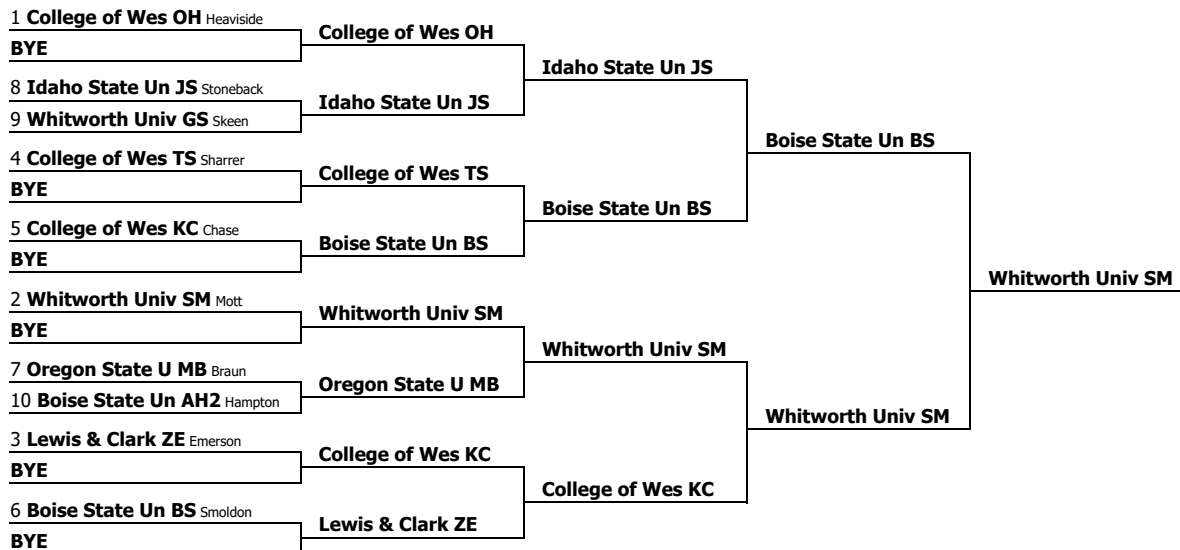 1 College of Wes OH Heaviside
BYE
8 Idaho State Un JS Stoneback
9 Whitworth Univ GS Skeen
4 College of Wes TS Sharrer
BYE
5 College of Wes KC Chase
BYE
2 Whitworth Univ SM Mott
BYE
7 Oregon State U MB Braun
10 Boise State Un AH2 Hampton
3 Lewis & Clark ZE Emerson
BYE
6 Boise State Un BS Smoldon
BYE
College of Wes OH
Idaho State Un JS
College of Wes TS
Boise State Un BS
Whitworth Univ SM
Oregon State U MB
College of Wes KC
Lewis & Clark ZE
Idaho State Un JS
Boise State Un BS
Whitworth Univ SM
College of Wes KC
Boise State Un BS
Whitworth Univ SM
Whitworth Univ SM